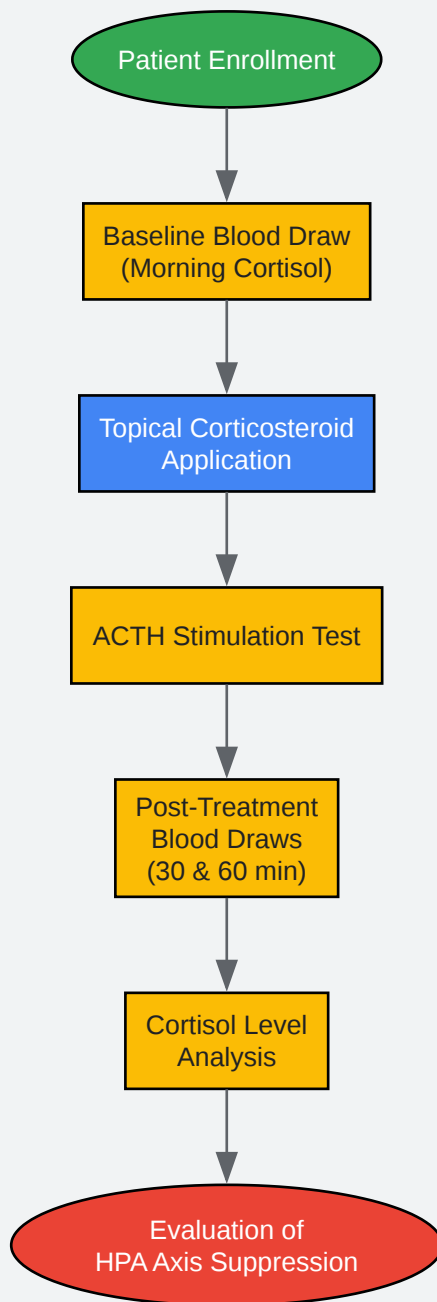 Patient Enrollment
Baseline Blood Draw
(Morning Cortisol)
Topical Corticosteroid
Application
ACTH Stimulation Test
Post-Treatment
Blood Draws
(30 & 60 min)
Cortisol Level
Analysis
Evaluation of
HPA Axis Suppression